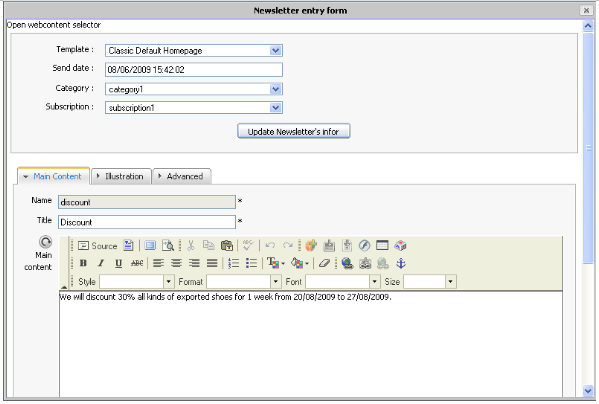 Newsletter entry form
Open webcontent selector
Template : Classic Default Homepage
Send date : 08/06/2009 15:42:02
Category : category1
Subscription : subscription1
Update Newsletter's infor
Main Content Illustration Advanced
Name discount *
Title Discount *
Main content
Source
B I U ABC
Style Format Font Size
We will discount 30% all kinds of exported shoes for 1 week from 20/08/2009 to 27/08/2009.